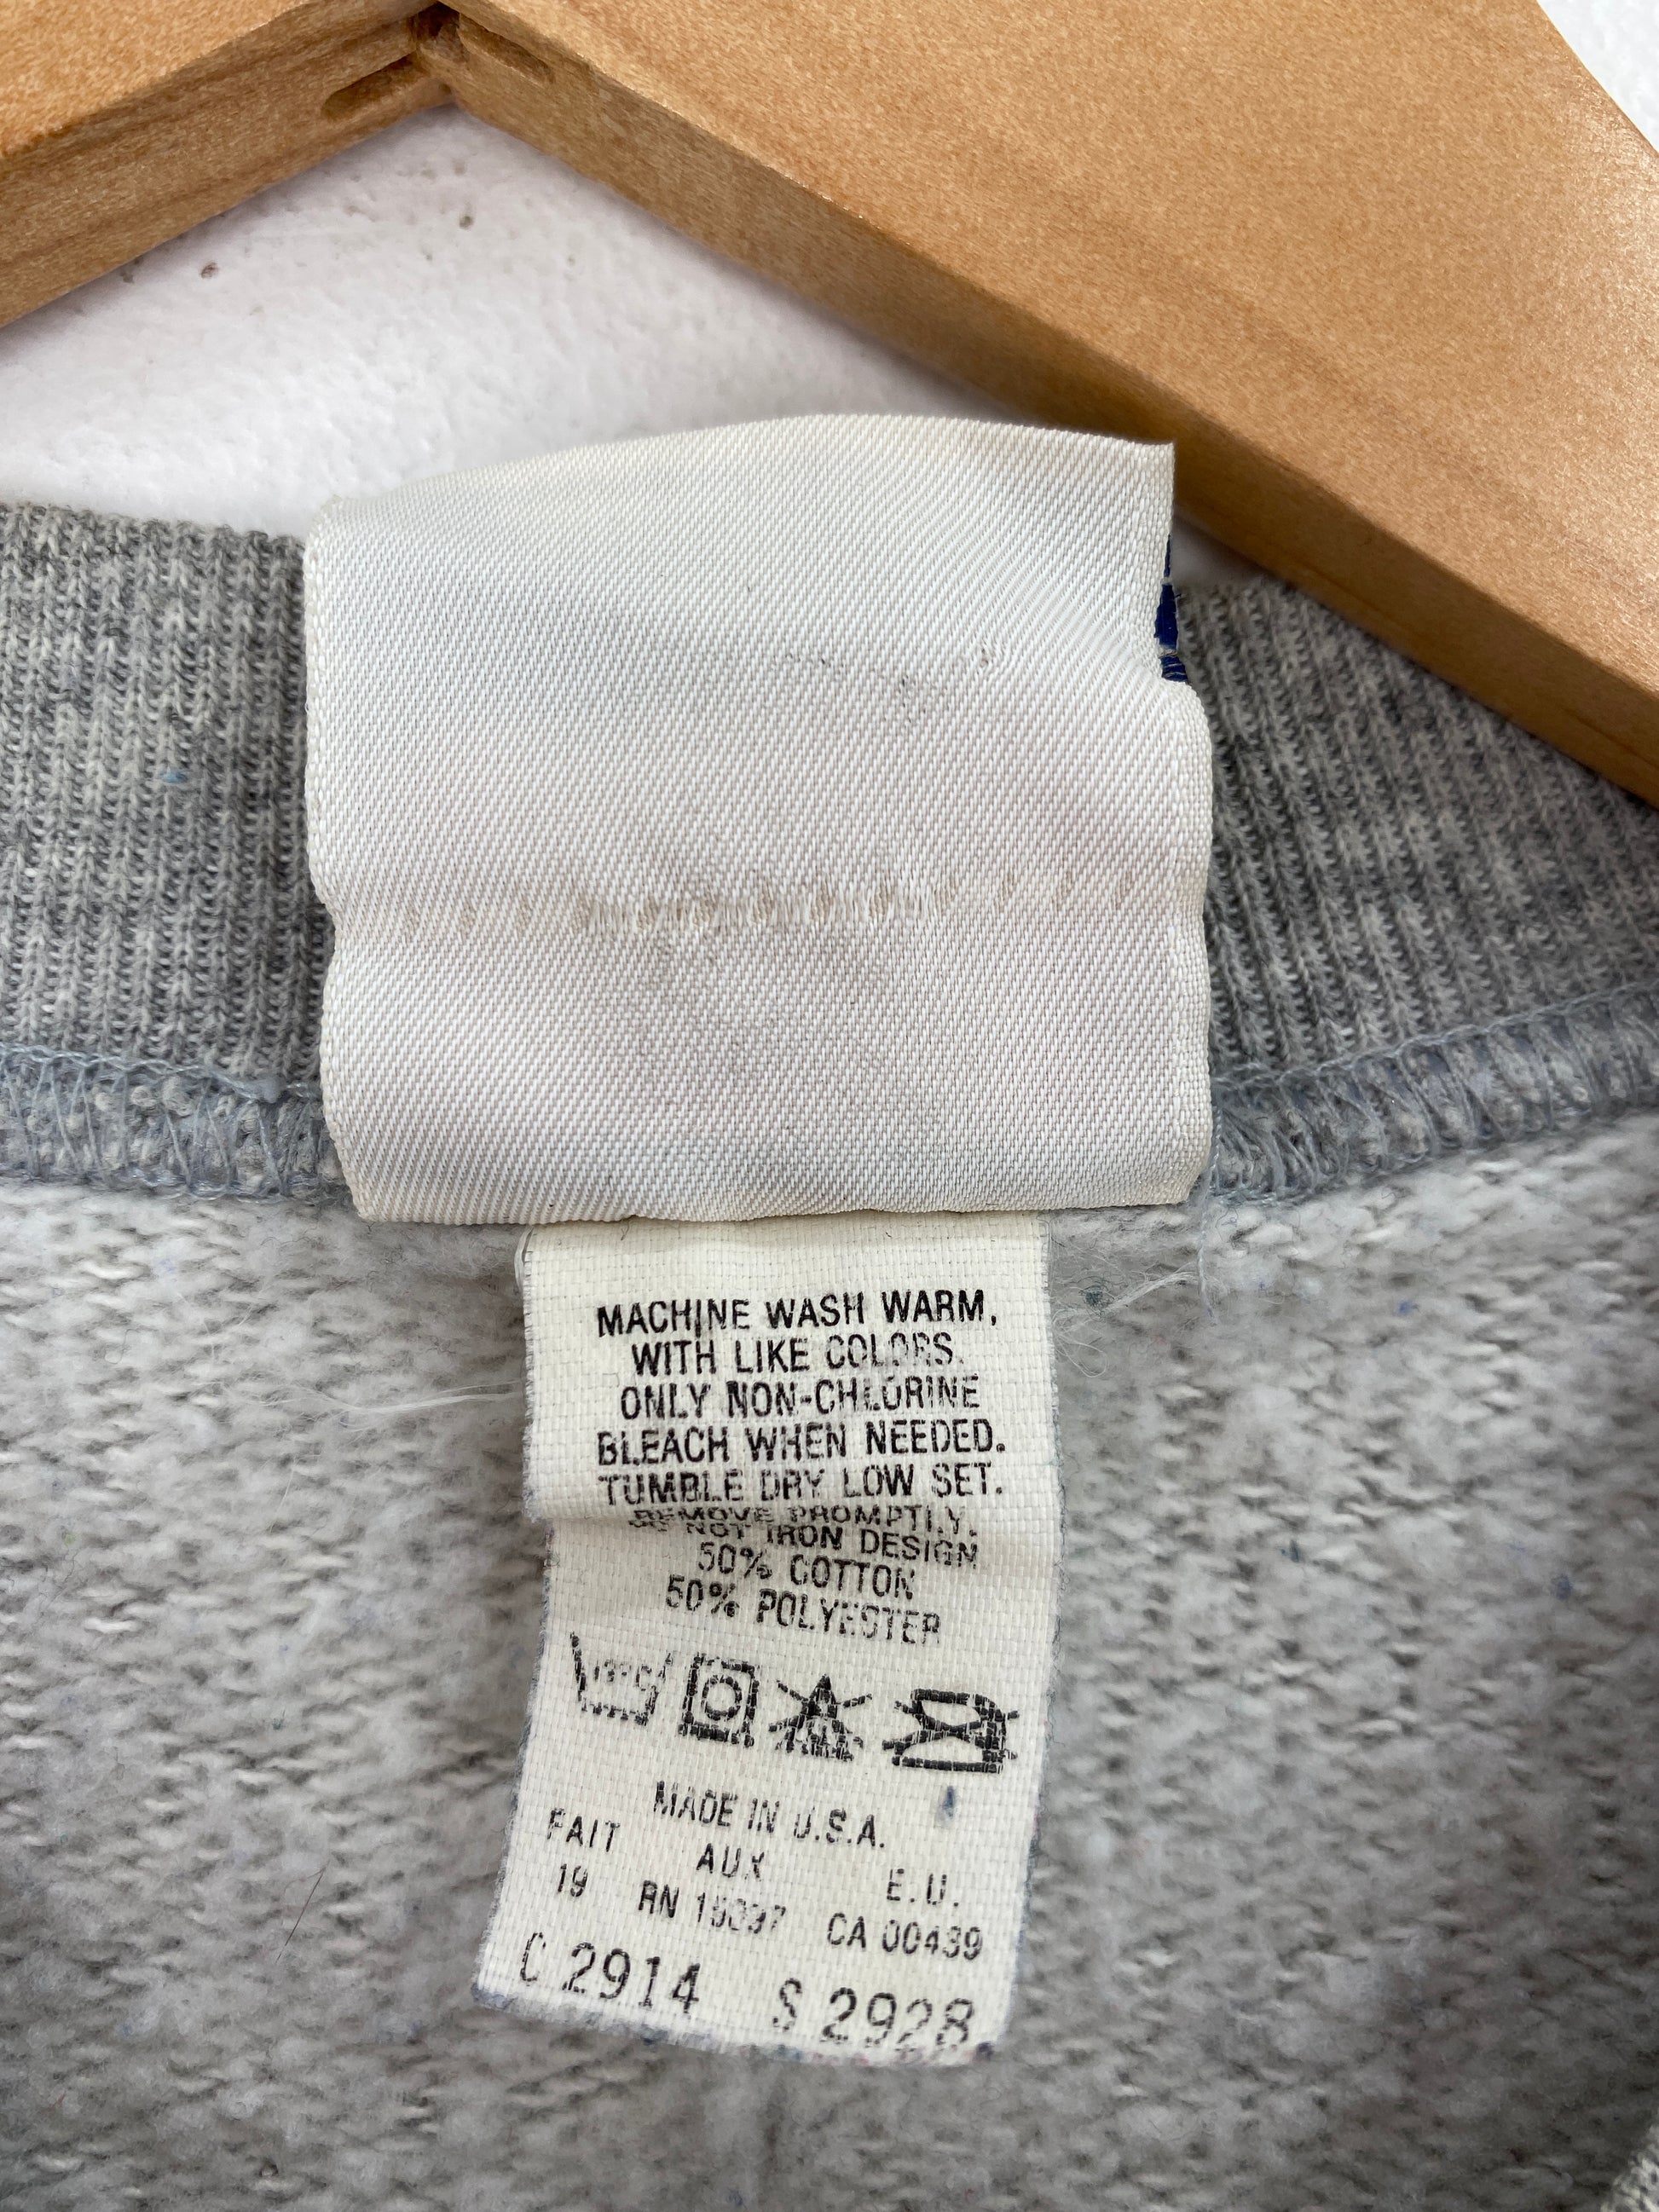 MACHINE WASH WARM,
WITH LIKE COLORS.
ONLY NON-CHLORINE
BLEACH WHEN NEEDED.
TUMBLE DRY LOW SET.
REMOVE PROMPTLY.
DO NOT IRON DESIGN
50% COTTON
50% POLYESTER
MADE IN U.S.A.
FAIT AUX E.U.
19 RN 15097 CA 00439
C 2914 S 2928